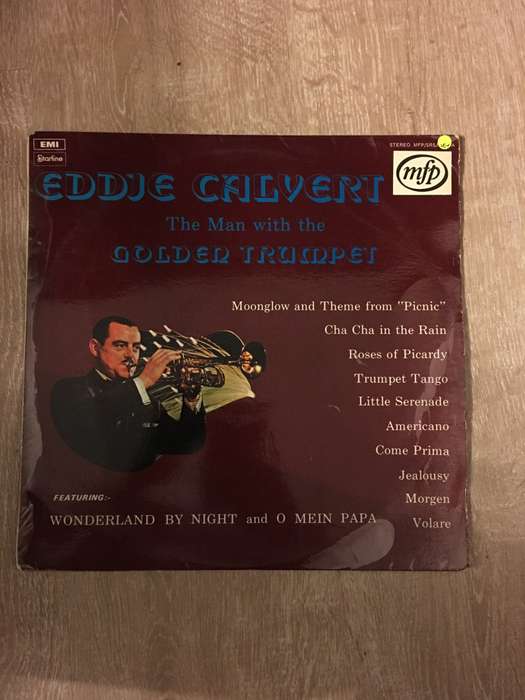 EMI
Starline
STEREO MFP/SRS
mfp
EDDIE CALVERT
The Man with the
GOLDEN TRUMPET
Moonglow and Theme from "Picnic"
Cha Cha in the Rain
Roses of Picardy
Trumpet Tango
Little Serenade
Americano
Come Prima
Jealousy
Morgen
Volare
FEATURING:-
WONDERLAND BY NIGHT and O MEIN PAPA